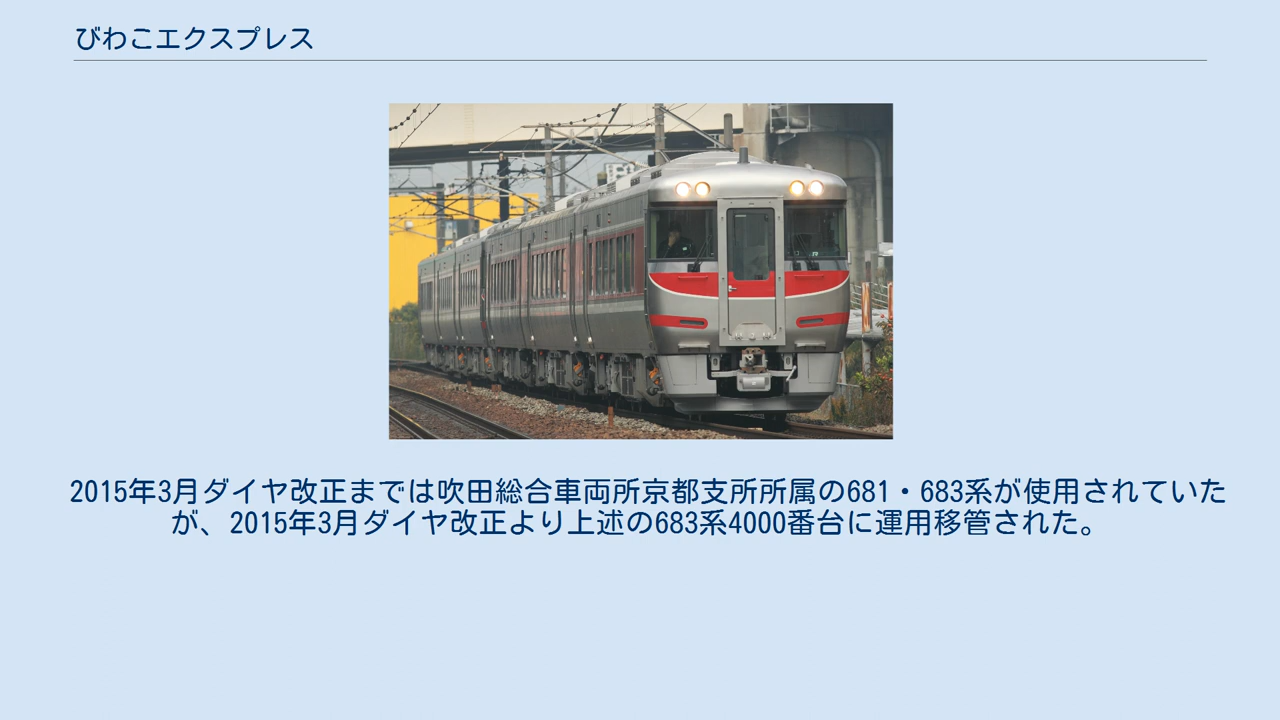 びわこエクスプレス
2015年3月ダイヤ改正までは吹田総合車両所京都支所所属の681・683系が使用されていた
が、2015年3月ダイヤ改正より上述の683系4000番台に運用移管された。